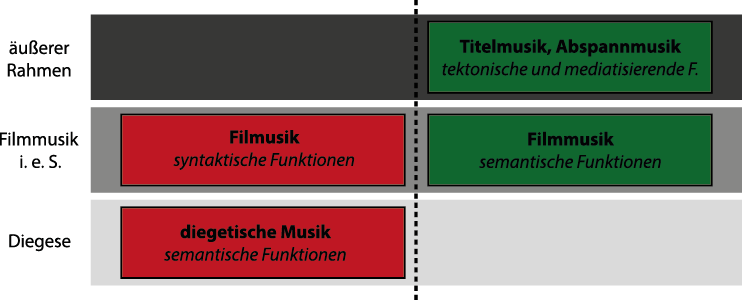 äußerer
Rahmen
Titelmusik, Abspannmusik
tektonische und mediatisierende F.
Filmmusik
i. e. S.
Filmusik
syntaktische Funktionen
Filmmusik
semantische Funktionen
Diegese
diegetische Musik
semantische Funktionen